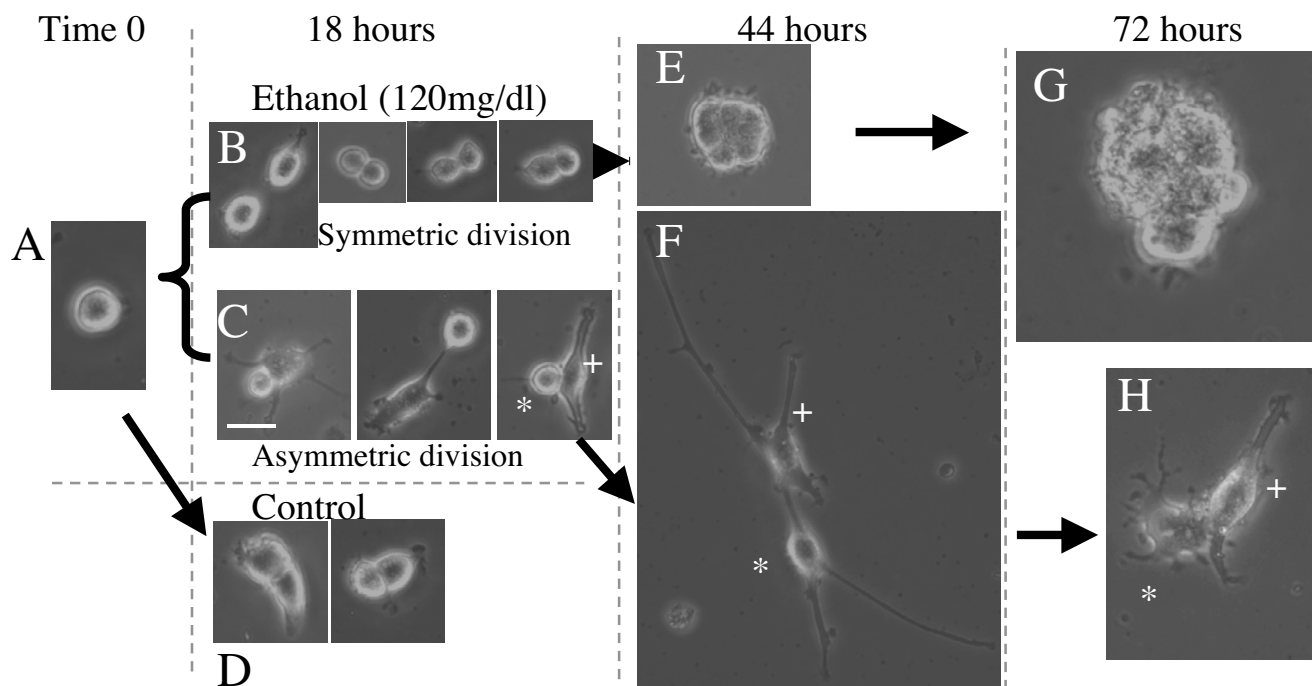 Time 0
18 hours
44 hours
72 hours
Ethanol (120mg/dl)
A
B
Symmetric division
C
+
*
Asymmetric division
Control
D
E
F
+
*
G
H
+
*